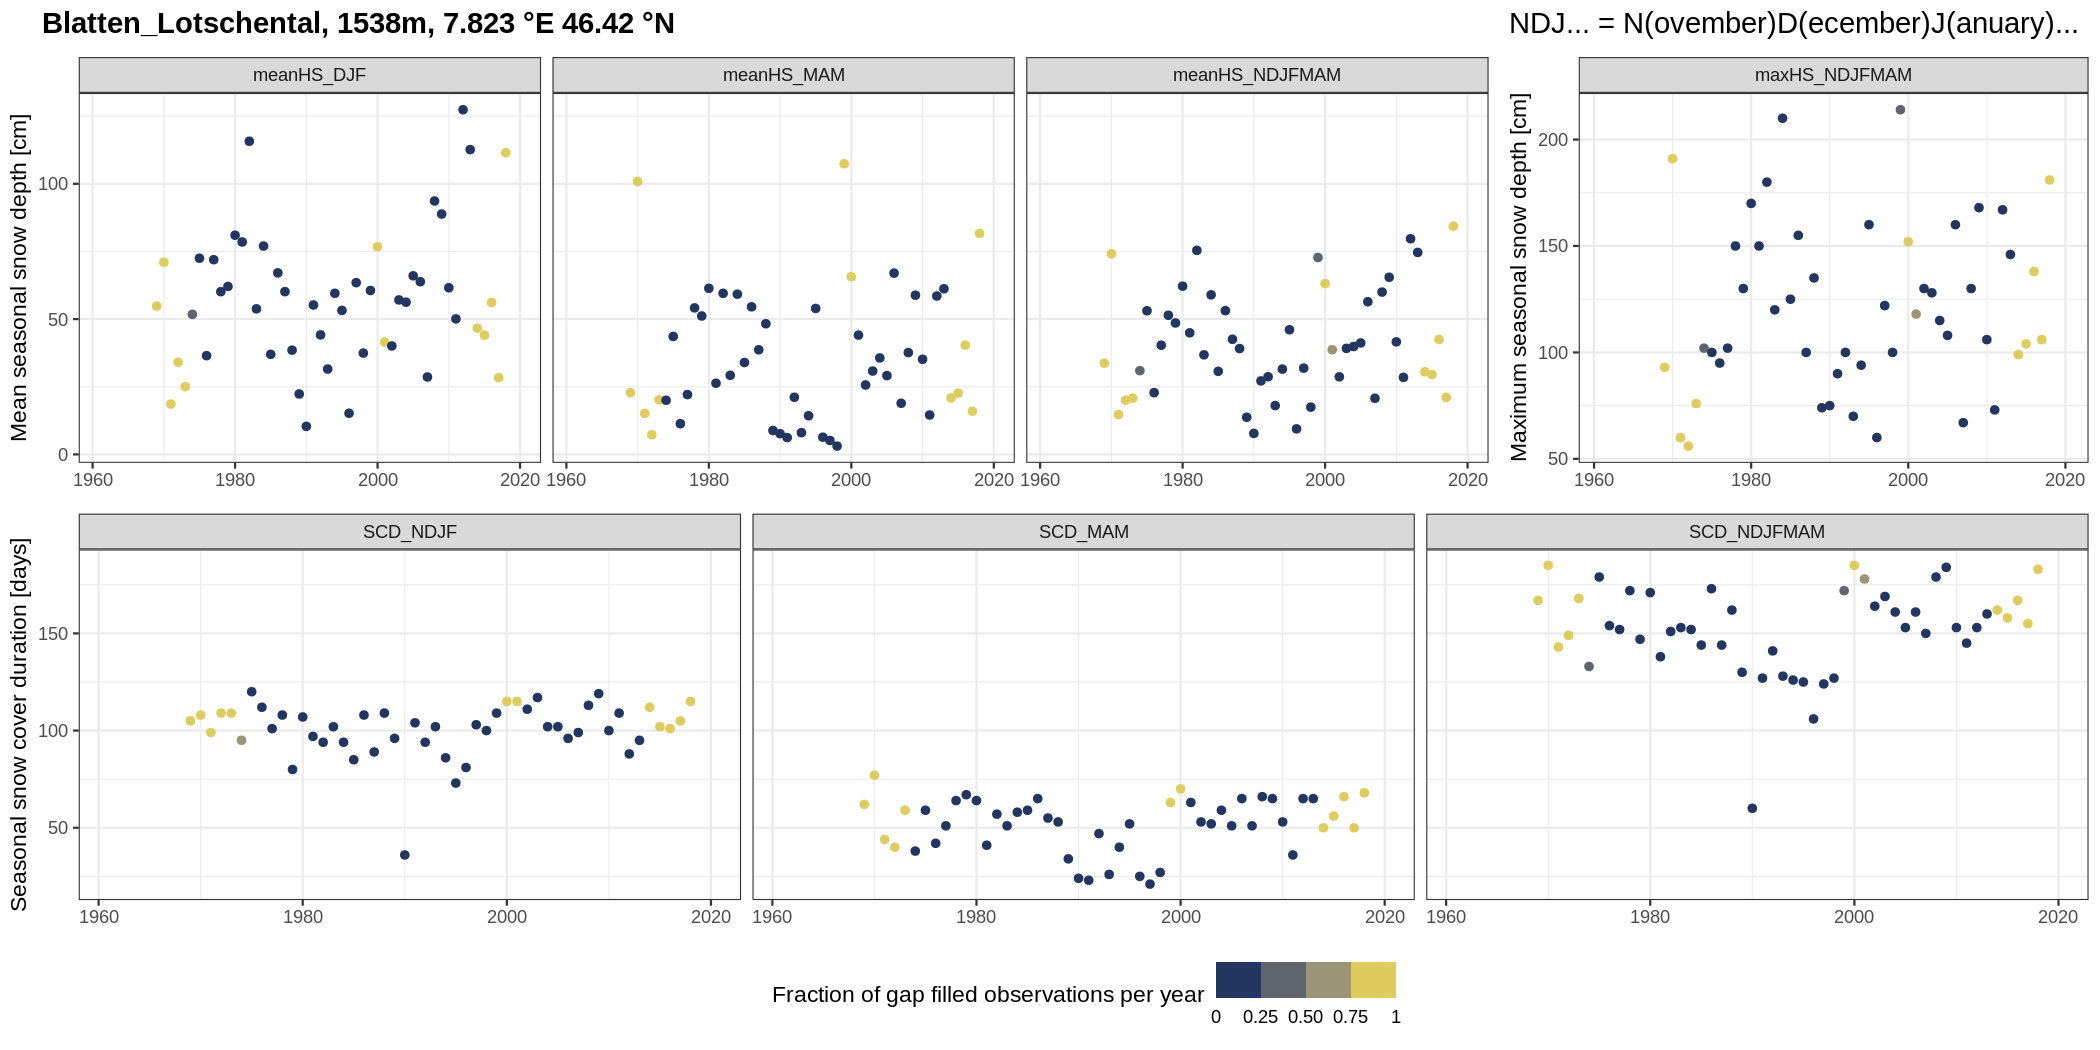 Blatten_Lotschental, 1538m, 7.823 °E 46.42 °N
NDJ... = N(ovember)D(ecember)J(anuary)...
meanHS_DJF
meanHS_MAM
meanHS_NDJFMAM
maxHS_NDJFMAM
Mean seasonal snow depth [cm]
100
50
0
1960 1980 2000 2020
1960 1980 2000 2020
1960 1980 2000 2020
Maximum seasonal snow depth [cm]
200
150
100
50
1960 1980 2000 2020
SCD_NDJF
SCD_MAM
SCD_NDJFMAM
Seasonal snow cover duration [days]
150
100
50
1960 1980 2000 2020
1960 1980 2000 2020
1960 1980 2000 2020
Fraction of gap filled observations per year
0 0.25 0.50 0.75 1